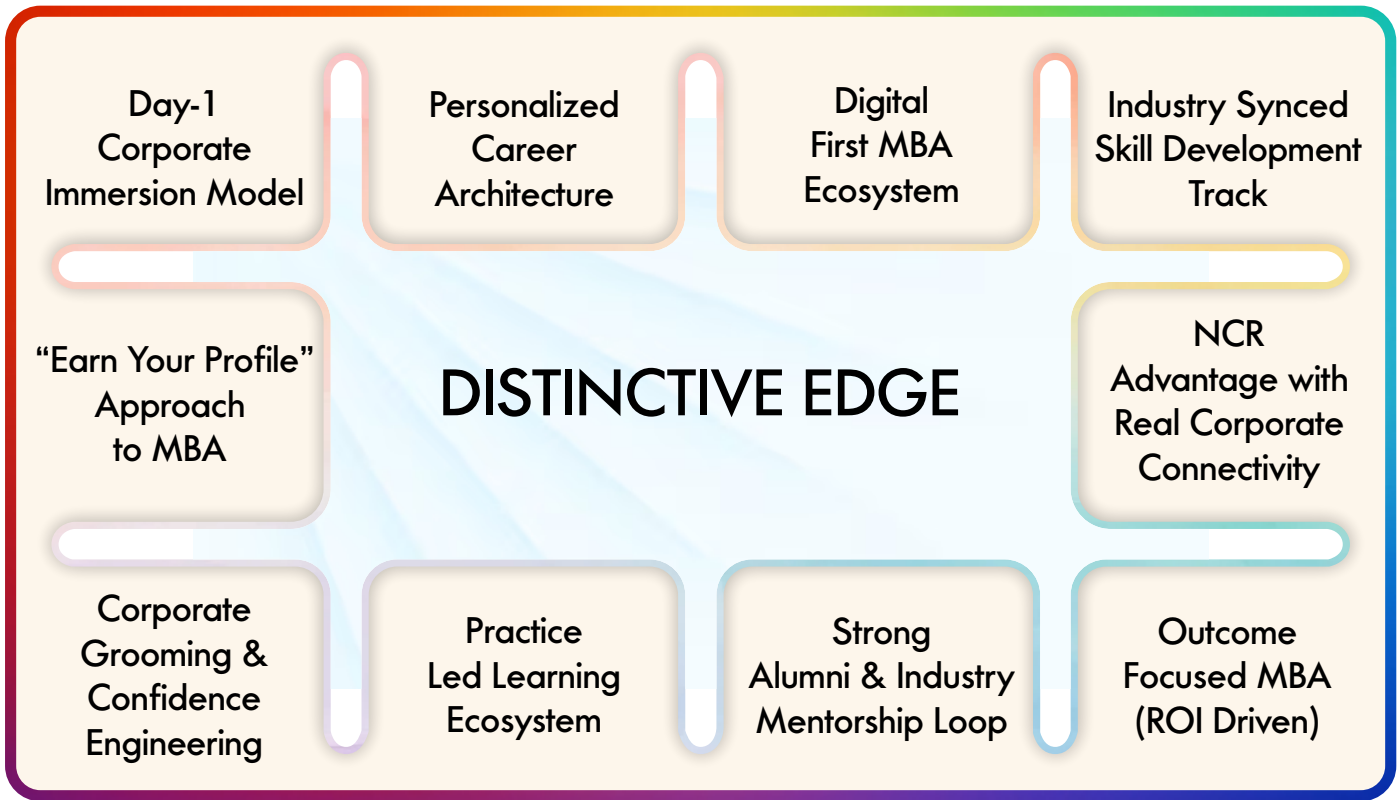 Day-1
Corporate
Immersion Model
Personalized
Career
Architecture
Digital
First MBA
Ecosystem
Industry Synced
Skill Development
Track
“Earn Your Profile”
Approach
to MBA
DISTINCTIVE EDGE
NCR
Advantage with
Real Corporate
Connectivity
Corporate
Grooming &
Confidence
Engineering
Practice
Led Learning
Ecosystem
Strong
Alumni & Industry
Mentorship Loop
Outcome
Focused MBA
(ROI Driven)